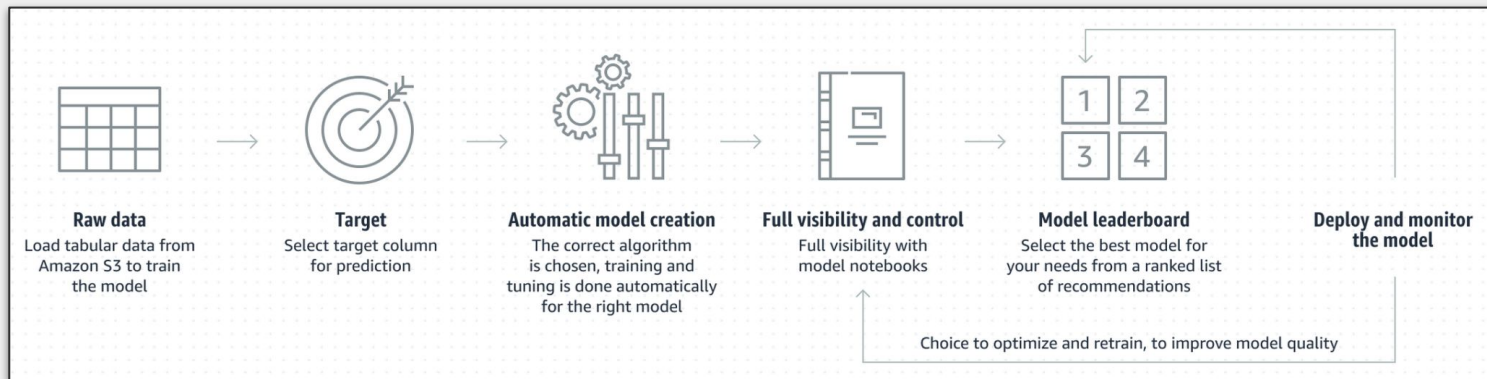 Raw data
Load tabular data from
Amazon S3 to train
the model
Target
Select target column
for prediction
Automatic model creation
The correct algorithm
is chosen, training and
tuning is done automatically
for the right model
Full visibility and control
Full visibility with
model notebooks
1 2
3 4
Model leaderboard
Select the best model for
your needs from a ranked list
of recommendations
Deploy and monitor
the model
Choice to optimize and retrain, to improve model quality